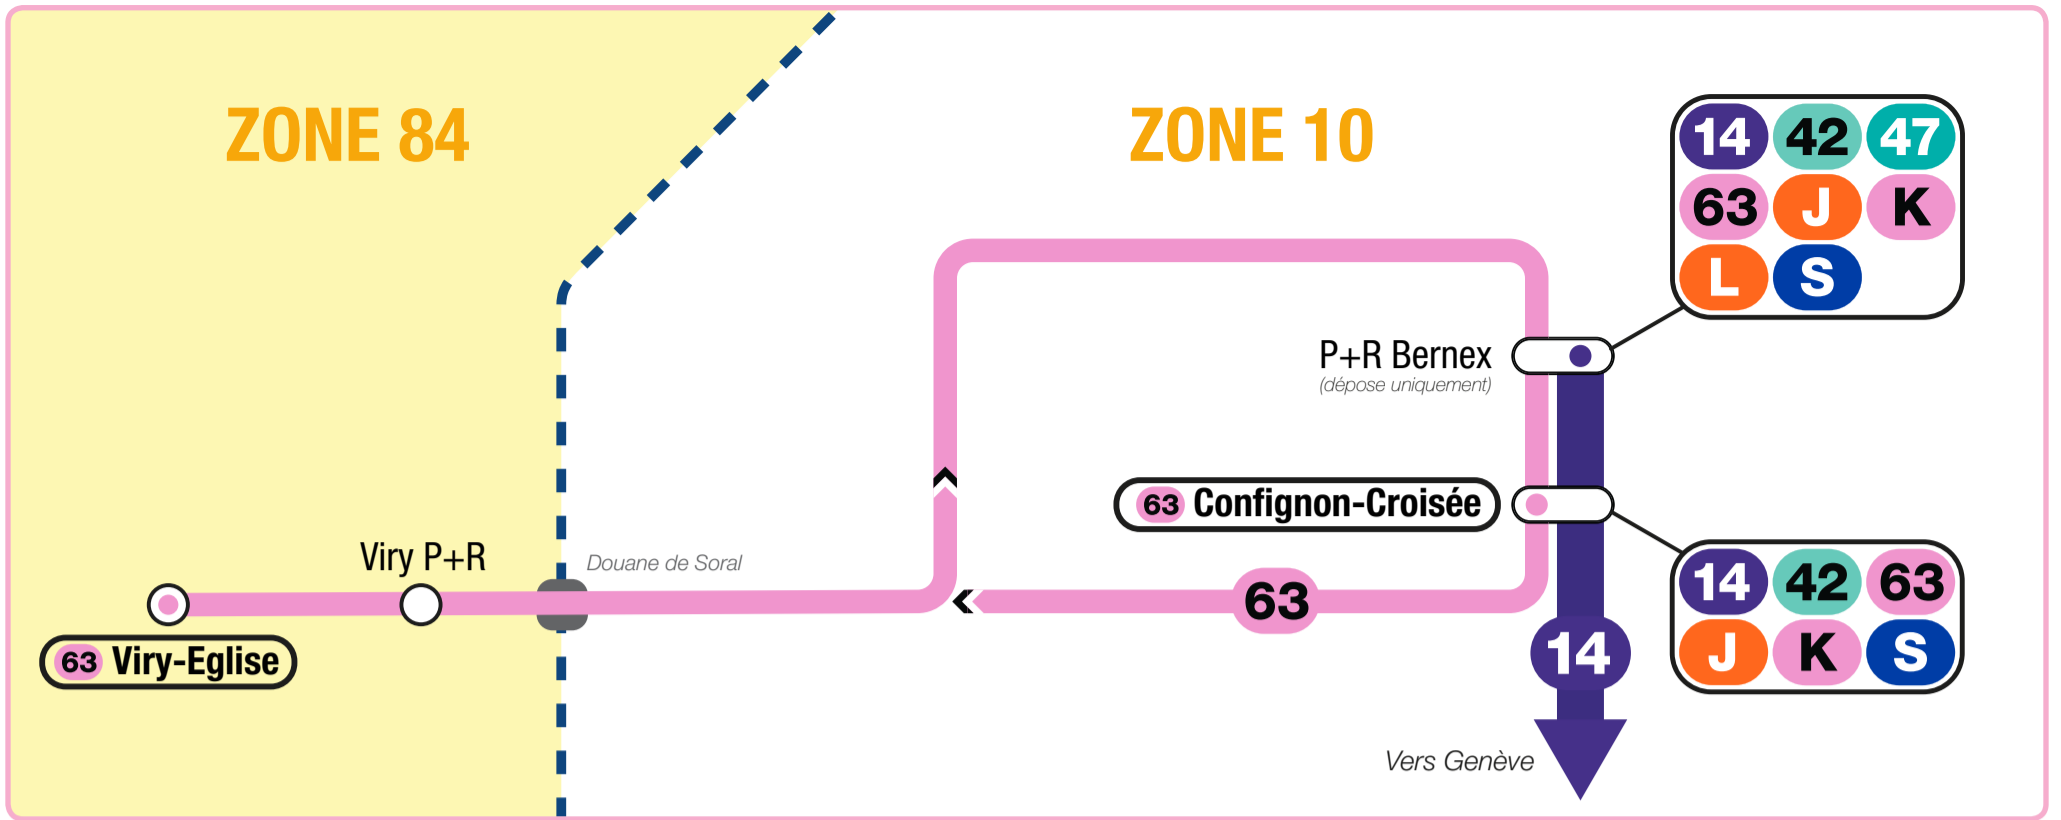 ZONE 84
ZONE 10
14 42 47
63 J K
L S
P+R Bernex
(dépose uniquement)
63 Confignon-Croisée
Viry P+R
Douane de Soral
63
14 42 63
J K S
14
63 Viry-Eglise
Vers Genève